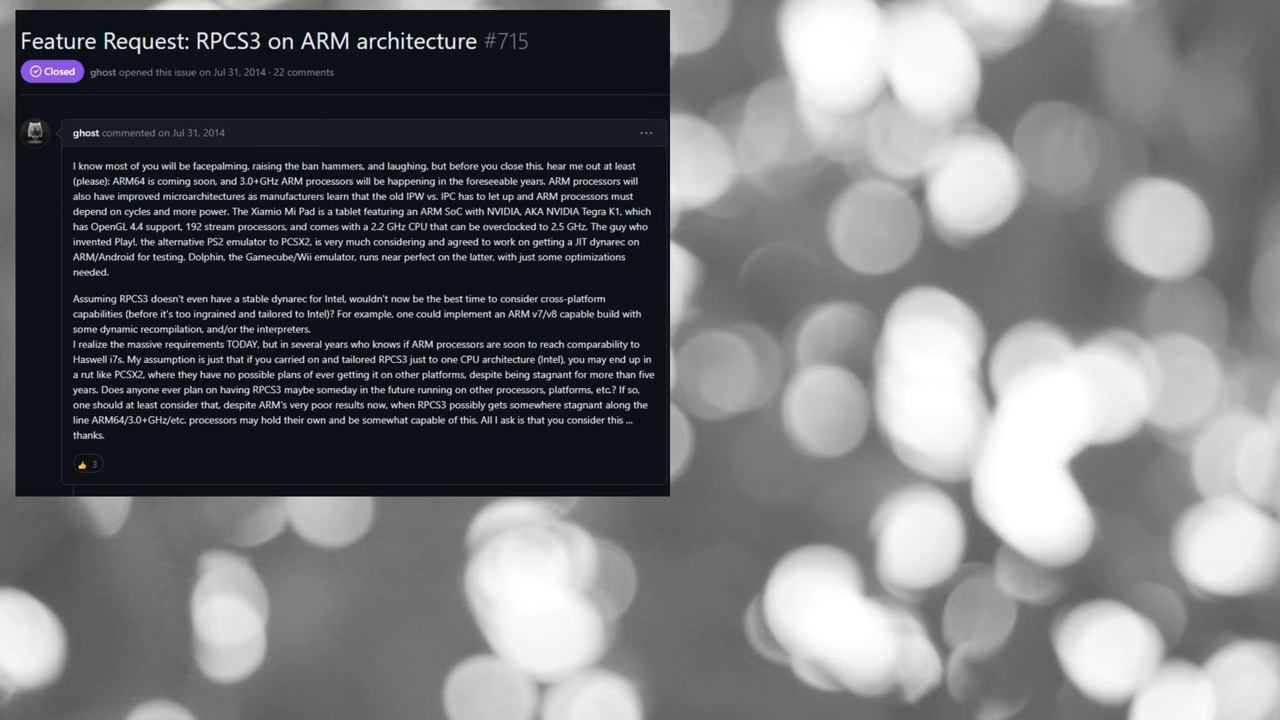 Feature Request: RPCS3 on ARM architecture #715
Closed ghost opened this issue on Jul 31, 2014 · 22 comments
ghost commented on Jul 31, 2014
I know most of you will be facepalming, raising the ban hammers, and laughing, but before you close this, hear me out at least
(please): ARM64 is coming soon, and 3.0+GHz ARM processors will be happening in the foreseeable years. ARM processors will
also have improved microarchitectures as manufacturers learn that the old IPW vs. IPC has to let up and ARM processors must
depend on cycles and more power. The Xiamio Mi Pad is a tablet featuring an ARM SoC with NVIDIA, AKA NVIDIA Tegra K1, which
has OpenGL 4.4 support, 192 stream processors, and comes with a 2.2 GHz CPU that can be overclocked to 2.5 GHz. The guy who
invented Play!, the alternative PS2 emulator to PCSX2, is very much considering and agreed to work on getting a JIT dynarec on
ARM/Android for testing. Dolphin, the Gamecube/Wii emulator, runs near perfect on the latter, with just some optimizations
needed.
Assuming RPCS3 doesn't even have a stable dynarec for Intel, wouldn't now be the best time to consider cross-platform
capabilities (before it's too ingrained and tailored to Intel)? For example, one could implement an ARM v7/v8 capable build with
some dynamic recompilation, and/or the interpreters.
I realize the massive requirements TODAY, but in several years who knows if ARM processors are soon to reach comparability to
Haswell i7s. My assumption is just that if you carried on and tailored RPCS3 just to one CPU architecture (Intel), you may end up in
a rut like PCSX2, where they have no possible plans of ever getting it on other platforms, despite being stagnant for more than five
years. Does anyone ever plan on having RPCS3 maybe someday in the future running on other processors, platforms, etc.? If so,
one should at least consider that, despite ARM's very poor results now, when RPCS3 possibly gets somewhere stagnant along the
line ARM64/3.0+GHz/etc. processors may hold their own and be somewhat capable of this. All I ask is that you consider this ...
thanks.
3